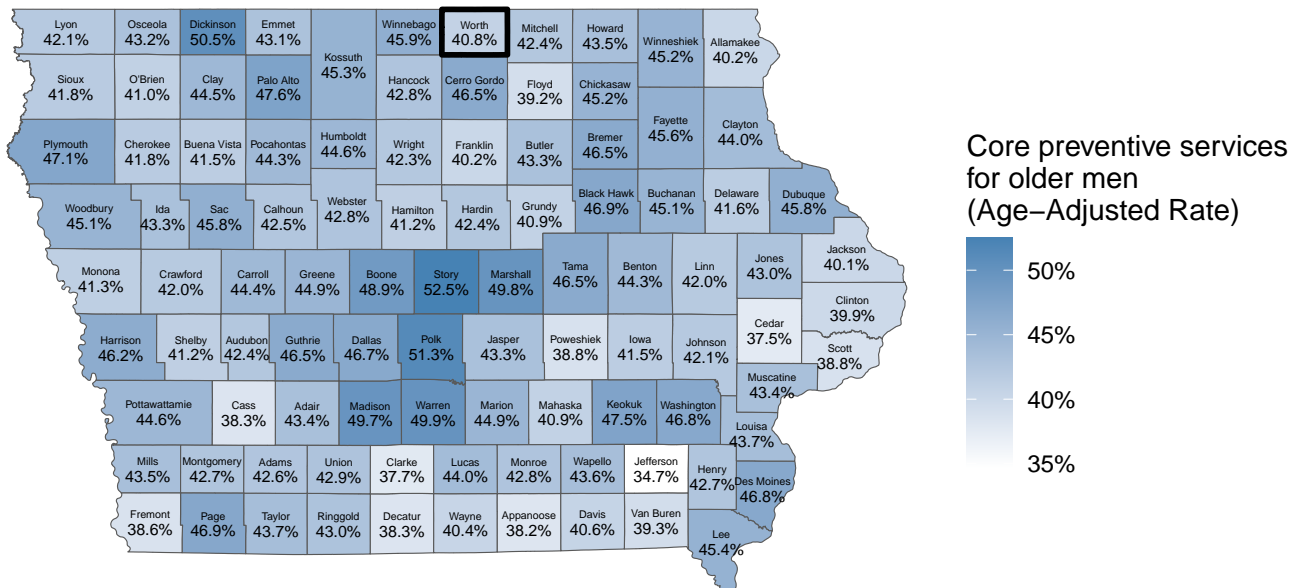 Lyon
42.1%
Osceola
43.2%
Dickinson
50.5%
Emmet
43.1%
Kossuth
45.3%
Winnebago
45.9%
Worth
40.8%
Mitchell
42.4%
Howard
43.5%
Winneshiek
45.2%
Allamakee
40.2%
Sioux
41.8%
O'Brien
41.0%
Clay
44.5%
Palo Alto
47.6%
Hancock
42.8%
Cerro Gordo
46.5%
Floyd
39.2%
Chickasaw
45.2%
Fayette
45.6%
Clayton
44.0%
Plymouth
47.1%
Cherokee
41.8%
Buena Vista
41.5%
Pocahontas
44.3%
Humboldt
44.6%
Wright
42.3%
Franklin
40.2%
Butler
43.3%
Bremer
46.5%
Woodbury
45.1%
Ida
43.3%
Sac
45.8%
Calhoun
42.5%
Webster
42.8%
Hamilton
41.2%
Hardin
42.4%
Grundy
40.9%
Black Hawk
46.9%
Buchanan
45.1%
Delaware
41.6%
Dubuque
45.8%
Monona
41.3%
Crawford
42.0%
Carroll
44.4%
Greene
44.9%
Boone
48.9%
Story
52.5%
Marshall
49.8%
Tama
46.5%
Benton
44.3%
Linn
42.0%
Jones
43.0%
Jackson
40.1%
Clinton
39.9%
Harrison
46.2%
Shelby
41.2%
Audubon
42.4%
Guthrie
46.5%
Dallas
46.7%
Polk
51.3%
Jasper
43.3%
Poweshiek
38.8%
Iowa
41.5%
Johnson
42.1%
Cedar
37.5%
Scott
38.8%
Muscatine
43.4%
Pottawattamie
44.6%
Cass
38.3%
Adair
43.4%
Madison
49.7%
Warren
49.9%
Marion
44.9%
Mahaska
40.9%
Keokuk
47.5%
Washington
46.8%
Louisa
43.7%
Mills
43.5%
Montgomery
42.7%
Adams
42.6%
Union
42.9%
Clarke
37.7%
Lucas
44.0%
Monroe
42.8%
Wapello
43.6%
Jefferson
34.7%
Henry
42.7%
Des Moines
46.8%
Fremont
38.6%
Page
46.9%
Taylor
43.7%
Ringgold
43.0%
Decatur
38.3%
Wayne
40.4%
Appanoose
38.2%
Davis
40.6%
Van Buren
39.3%
Lee
45.4%
Core preventive services
for older men
(Age−Adjusted Rate)
50%
45%
40%
35%